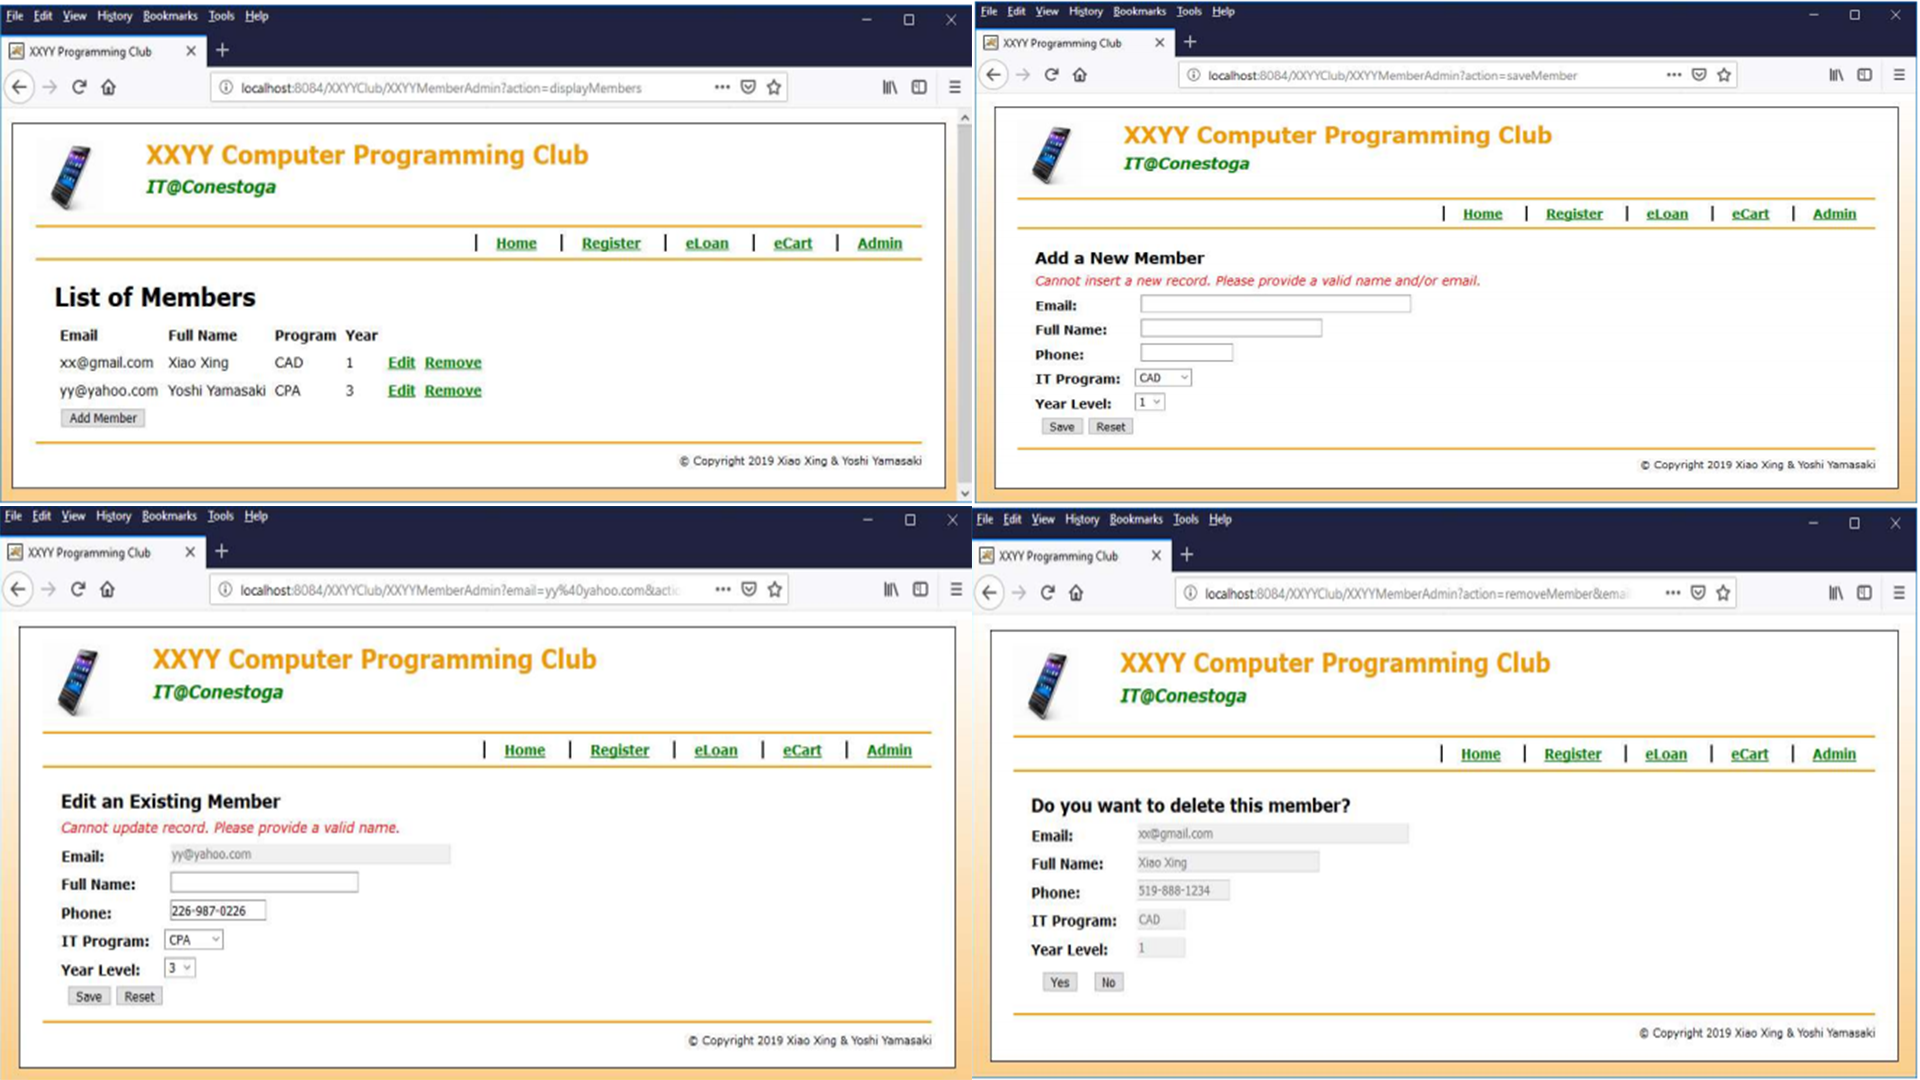 File Edit View History Bookmarks Tools Help
XXYY Programming Club
localhost:8084/XXYYClub/XXYYMemberAdmin?action=displayMembers
XXYY Computer Programming Club
IT@Conestoga
Home Register eLoan eCart Admin
List of Members
Email Full Name Program Year
xx@gmail.com Xiao Xing CAD 1 Edit Remove
yy@yahoo.com Yoshi Yamasaki CPA 3 Edit Remove
Add Member
© Copyright 2019 Xiao Xing & Yoshi Yamasaki
File Edit View History Bookmarks Tools Help
XXYY Programming Club
localhost:8084/XXYYClub/XXYYMemberAdmin?action=saveMember
XXYY Computer Programming Club
IT@Conestoga
Home Register eLoan eCart Admin
Add a New Member
Cannot insert a new record. Please provide a valid name and/or email.
Email:
Full Name:
Phone:
IT Program: CAD
Year Level: 1
Save Reset
© Copyright 2019 Xiao Xing & Yoshi Yamasaki
File Edit View History Bookmarks Tools Help
XXYY Programming Club
localhost:8084/XXYYClub/XXYYMemberAdmin?email=yy%40yahoo.com&actic
XXYY Computer Programming Club
IT@Conestoga
Home Register eLoan eCart Admin
Edit an Existing Member
Cannot update record. Please provide a valid name.
Email: yy@yahoo.com
Full Name:
Phone: 226-987-0226
IT Program: CPA
Year Level: 3
Save Reset
© Copyright 2019 Xiao Xing & Yoshi Yamasaki
File Edit View History Bookmarks Tools Help
XXYY Programming Club
localhost:8084/XXYYClub/XXYYMemberAdmin?action=removeMember&emai
XXYY Computer Programming Club
IT@Conestoga
Home Register eLoan eCart Admin
Do you want to delete this member?
Email: xx@gmail.com
Full Name: Xiao Xing
Phone: 519-888-1234
IT Program: CAD
Year Level: 1
Yes No
© Copyright 2019 Xiao Xing & Yoshi Yamasaki